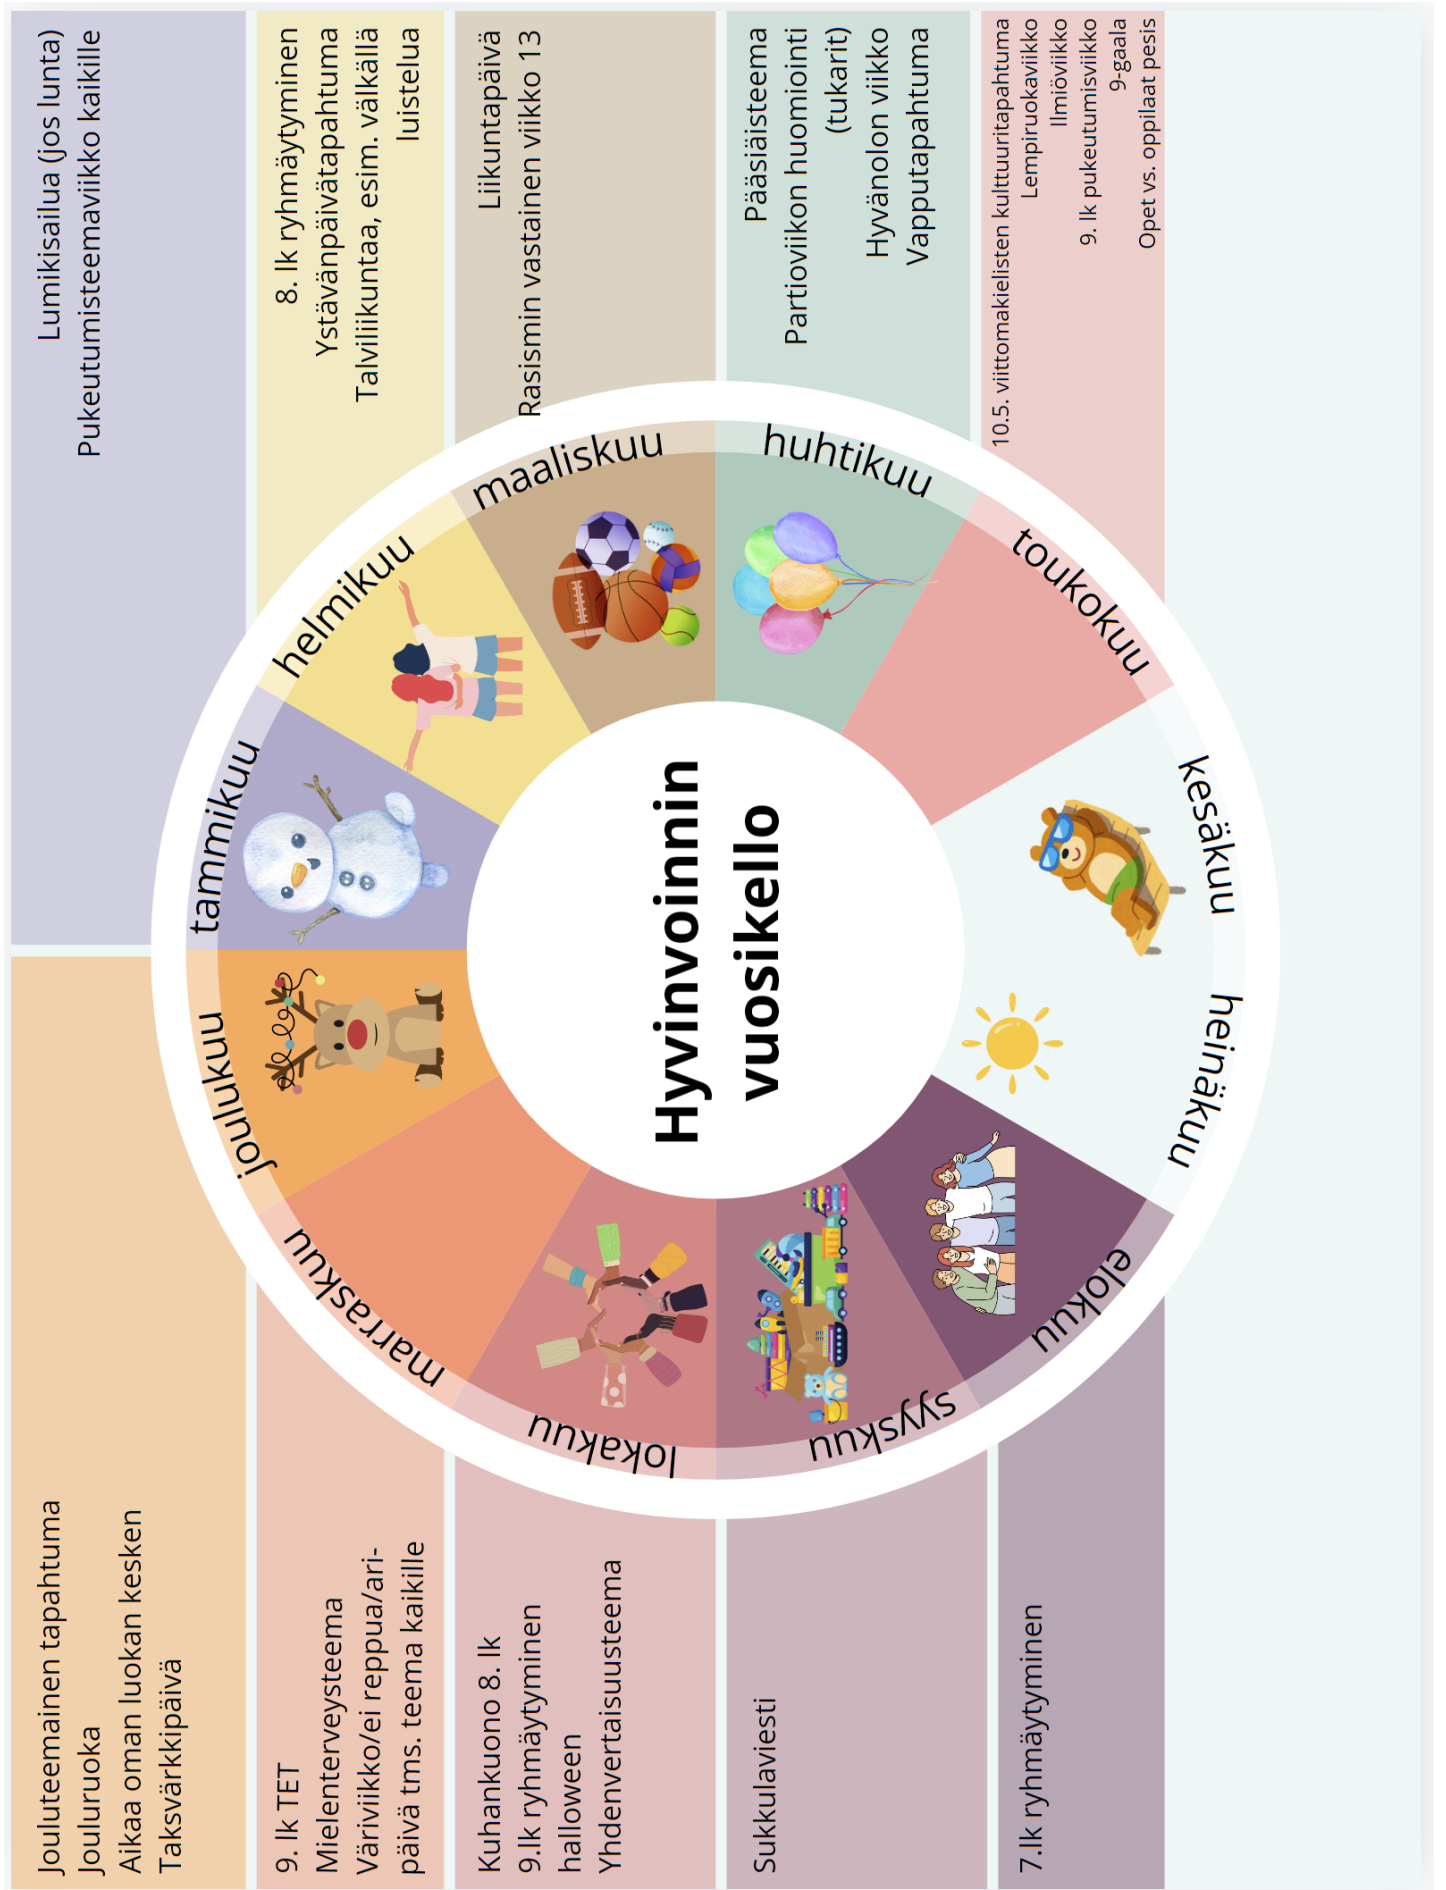 Hyvinvoinnin
vuosikello
tammikuu
Lumikisailua (jos lunta)
Pukeutumisteemaviikko kaikille
helmikuu
8. lk ryhmäytyminen
Ystävänpäivätapahtuma
Talviliikuntaa, esim. välkällä
luistelua
maaliskuu
Liikuntapäivä
Rasismin vastainen viikko 13
huhtikuu
Pääsiäisteema
Partioviikon huomiointi
(tukarit)
Hyvänolon viikko
Vapputapahtuma
toukokuu
10.5. viittomakielisten kulttuuritapahtuma
Lempiruokaviikko
Ilmiöviikko
9. lk pukeutumisviikko
9-gaala
Opet vs. oppilaat pesis
kesäkuu
heinäkuu
elokuu
7.lk ryhmäytyminen
syyskuu
Sukkulaviesti
lokakuu
Kuhankuono 8. lk
9.lk ryhmäytyminen
halloween
Yhdenvertaisuusteema
marraskuu
9. lk TET
Mielenterveysteema
Väriviikko/ei reppua/ari-
päivä tms. teema kaikille
joulukuu
Jouluteemainen tapahtuma
Jouluruoka
Aikaa oman luokan kesken
Taksvärkkipäivä